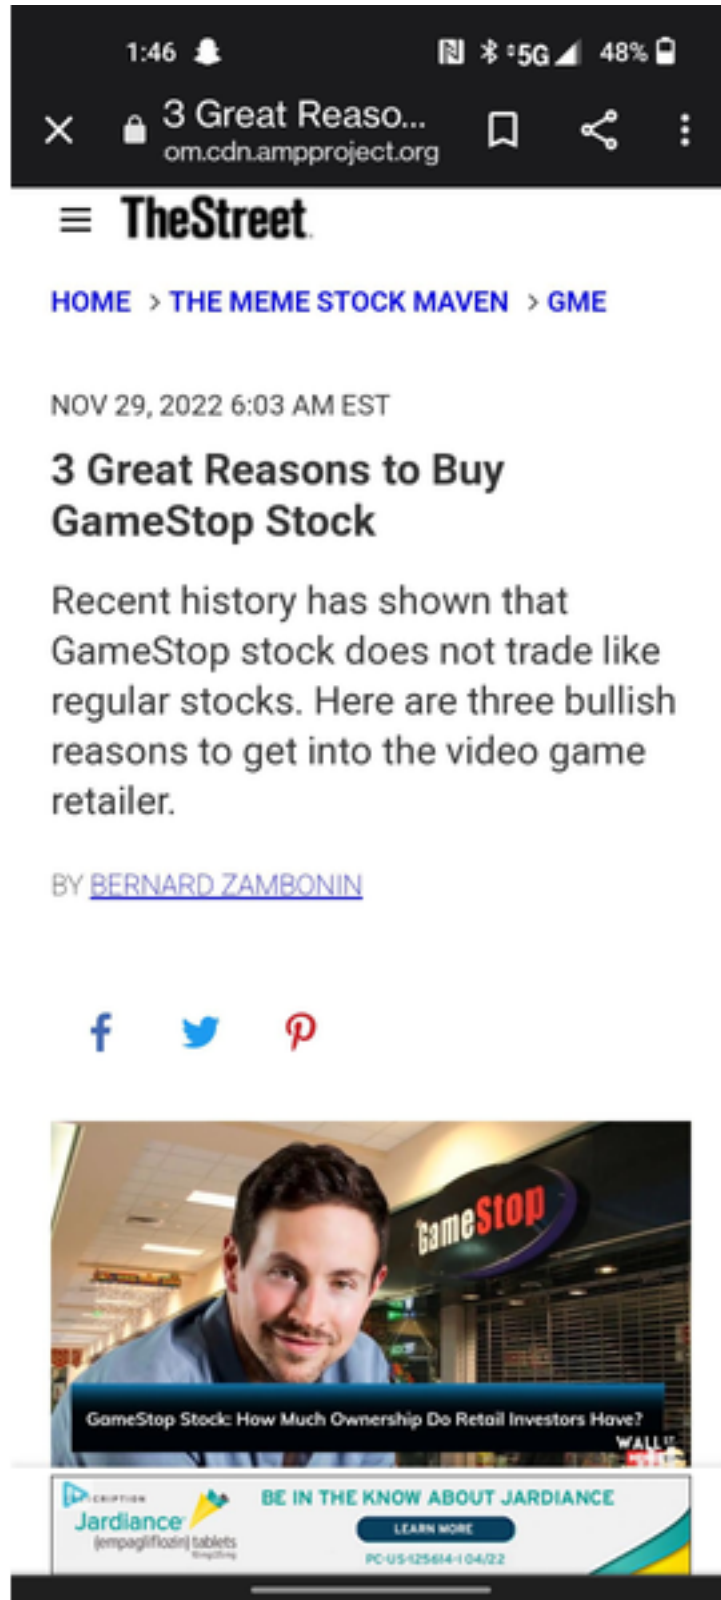 1:46 5G 48%
3 Great Reaso...
om.cdn.ampproject.org
TheStreet
HOME > THE MEME STOCK MAVEN > GME
NOV 29, 2022 6:03 AM EST
3 Great Reasons to Buy
GameStop Stock
Recent history has shown that
GameStop stock does not trade like
regular stocks. Here are three bullish
reasons to get into the video game
retailer.
BY BERNARD ZAMBONIN
GameStop
GameStop Stock: How Much Ownership Do Retail Investors Have?
WALL ST
BE IN THE KNOW ABOUT JARDIANCE
Jardiance
(empagliflozin) tablets
LEARN MORE
PC-US-125614-1 04/22